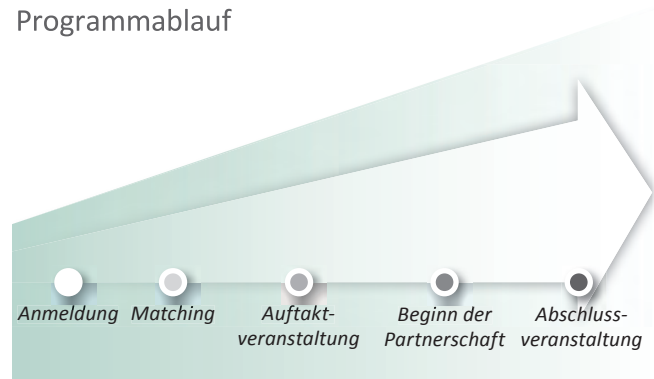 Programmablauf
Anmeldung
Matching
Auftakt-
veranstaltung
Beginn der
Partnerschaft
Abschluss-
veranstaltung